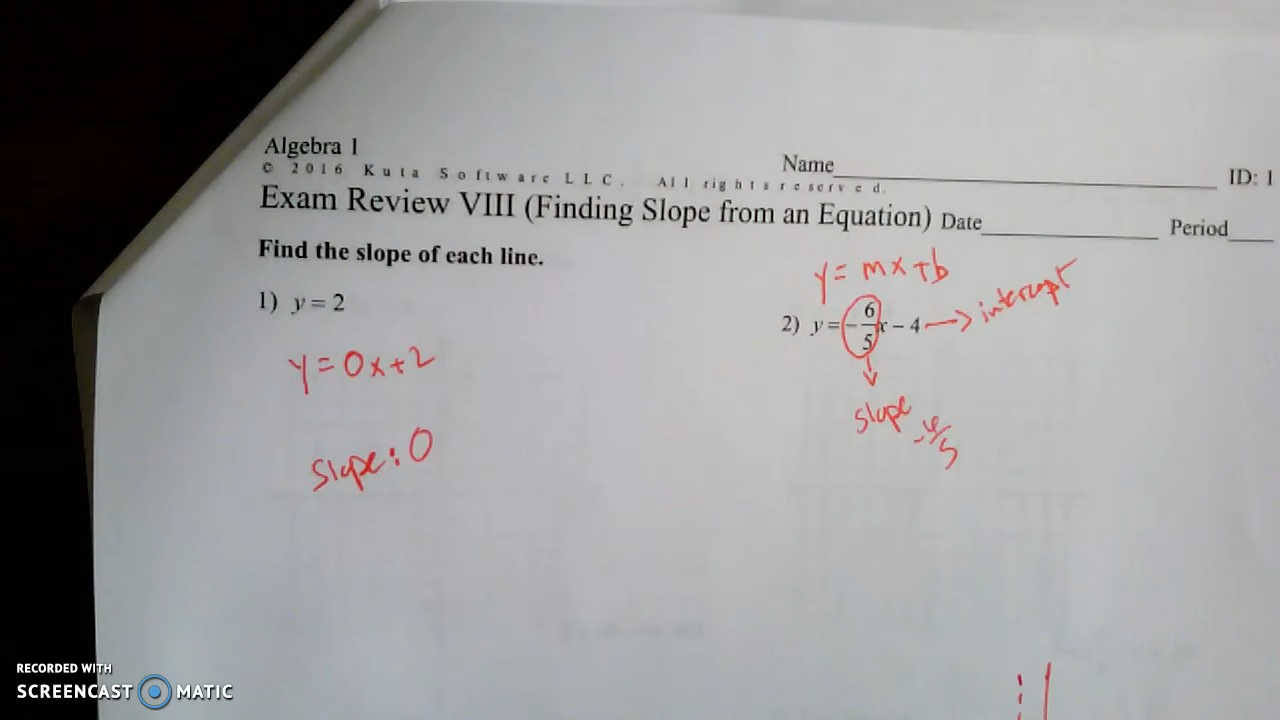 Algebra 1
© 2016 Kuta Software LLC. All rights reserved.
Name
ID: 1
Exam Review VIII (Finding Slope from an Equation)
Date
Period
Find the slope of each line.
1) y = 2
y = 0x + 2
Slope: 0
y = mx + b
2) y = -6/5 x - 4 → intercept
slope -6/5
RECORDED WITH
SCREENCAST MATIC